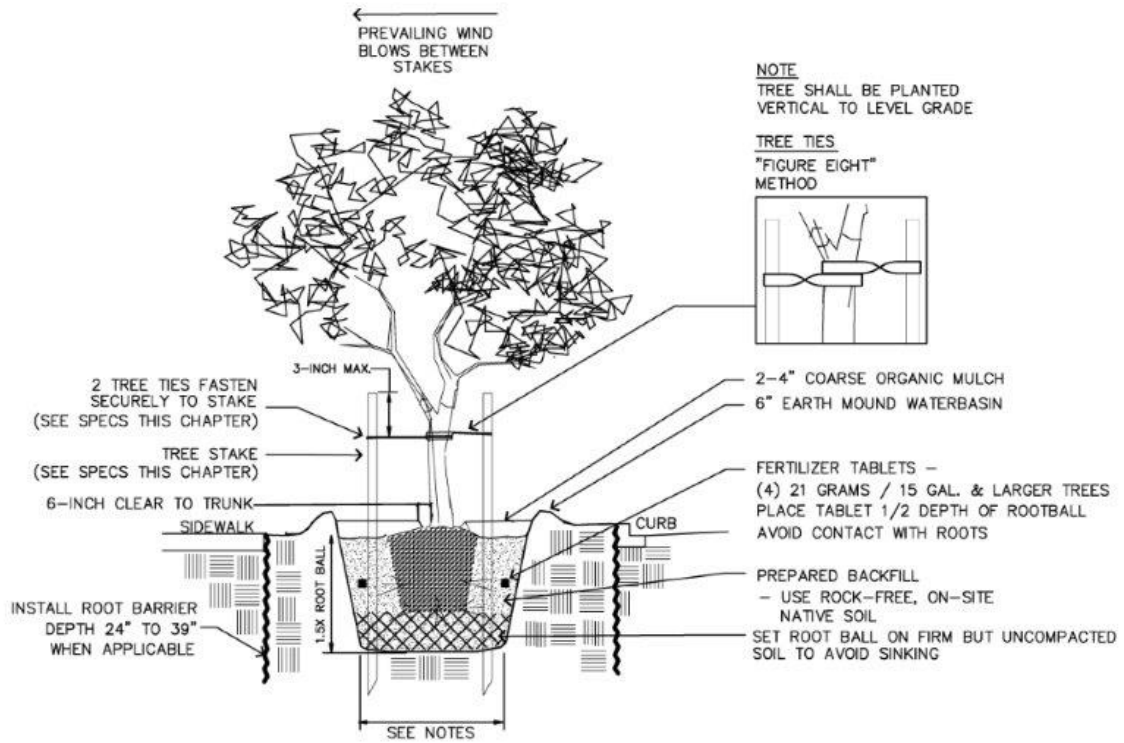 PREVAILING WIND
BLOWS BETWEEN
STAKES
NOTE
TREE SHALL BE PLANTED
VERTICAL TO LEVEL GRADE
TREE TIES
"FIGURE EIGHT"
METHOD
3-INCH MAX.
2 TREE TIES FASTEN
SECURELY TO STAKE
(SEE SPECS THIS CHAPTER)
TREE STAKE
(SEE SPECS THIS CHAPTER)
6-INCH CLEAR TO TRUNK
SIDEWALK
INSTALL ROOT BARRIER
DEPTH 24" TO 39"
WHEN APPLICABLE
1.5X ROOT BALL
SEE NOTES
2-4" COARSE ORGANIC MULCH
6" EARTH MOUND WATERBASIN
FERTILIZER TABLETS -
(4) 21 GRAMS / 15 GAL. & LARGER TREES
PLACE TABLET 1/2 DEPTH OF ROOTBALL
AVOID CONTACT WITH ROOTS
CURB
PREPARED BACKFILL
- USE ROCK-FREE, ON-SITE
NATIVE SOIL
SET ROOT BALL ON FIRM BUT UNCOMPACTED
SOIL TO AVOID SINKING